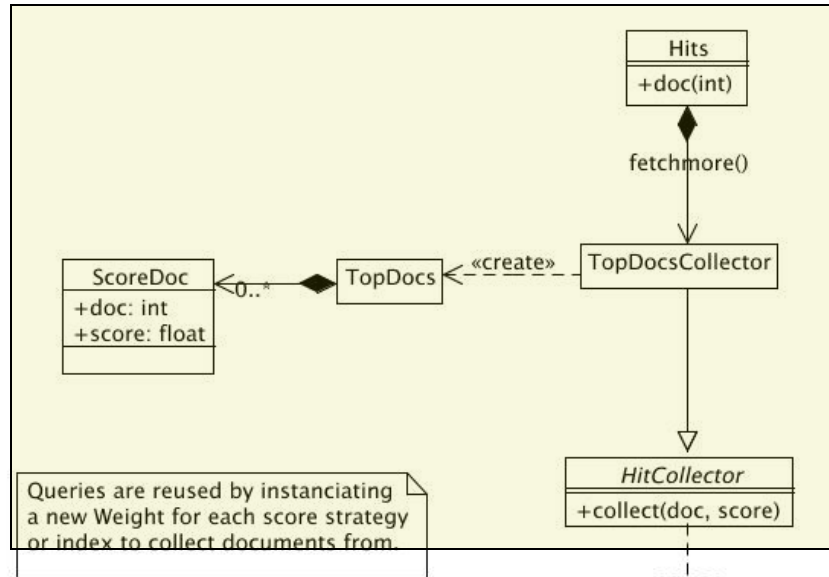 Hits
+doc(int)
fetchmore()
ScoreDoc
+doc: int
+score: float
0..*
TopDocs
«create»
TopDocsCollector
HitCollector
+collect(doc, score)
Queries are reused by instanciating
a new Weight for each score strategy
or index to collect documents from.